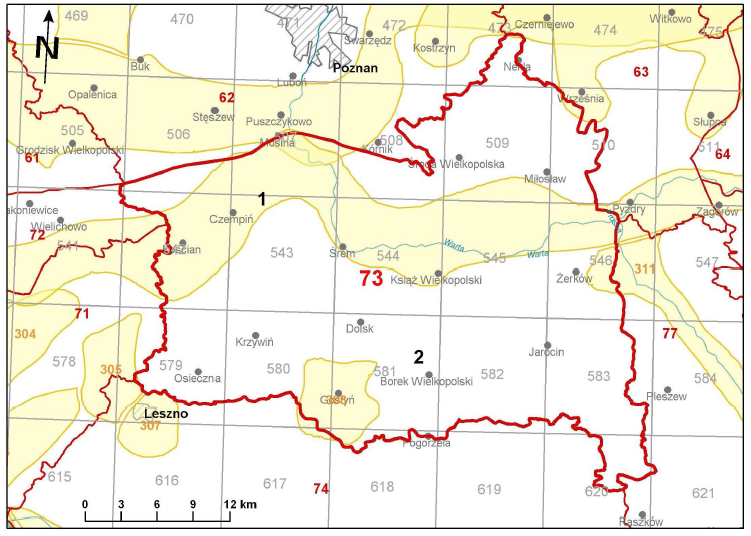 469
470
471
472
473
474
475
Swarzędz
Kostrzyn
Czerniejewo
Witkowo
N
Buk
Luboń
Poznan
Nekla
63
Opalenica
62
Września
Stęszew
Puszczykowo
Słupca
505
506
Mosina
508
509
510
511
Grodzisk Wielkopolski
Kórnik
61
Środa Wielkopolska
64
Miłosław
1
Pyzdry
Zagórów
Wielichowo
Czempiń
72
541
Kościan
543
Śrem
544
Warta
Warta
545
546
547
73
Książ Wielkopolski
Żerków
311
71
304
Dolsk
77
Krzywiń
Jarocin
578
305
579
580
2
581
582
583
584
Osieczna
Borek Wielkopolski
Gostyń
308
Pleszew
Leszno
307
Pogorzela
615
616
617
74
618
619
620
621
0 3 6 9 12 km
Raszków